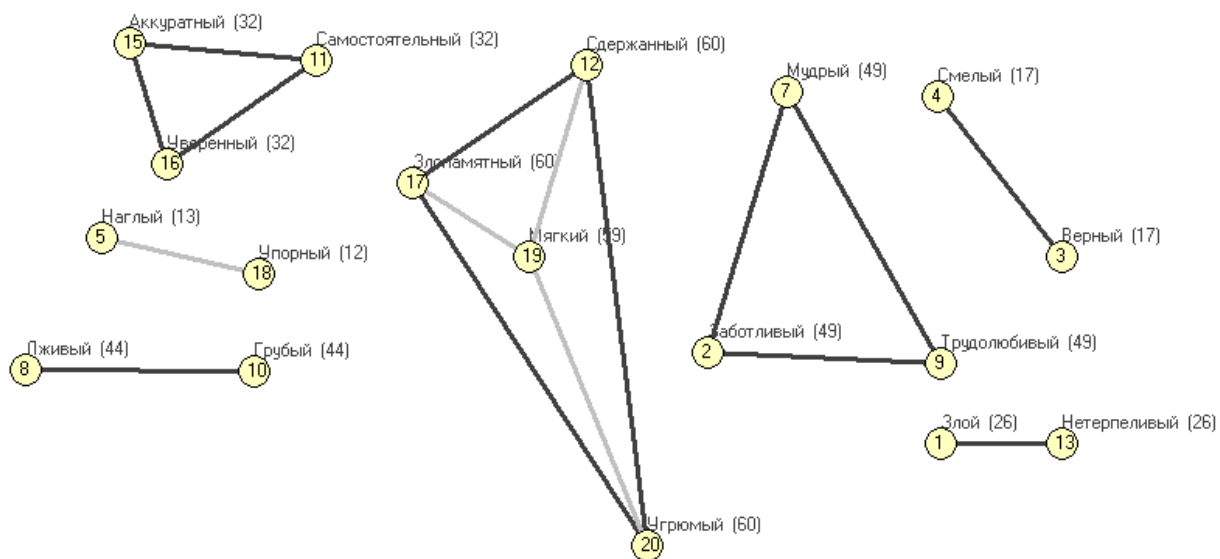 Аккуратный (32)
15
Самостоятельный (32)
11
Уверенный (32)
16
Наглый (13)
5
Упорный (12)
18
Лживый (44)
8
Грубый (44)
10
Сдержанный (60)
12
Злопамятный (60)
17
Мягкий (59)
19
Угрюмый (60)
20
Мудрый (49)
7
Заботливый (49)
2
Трудолюбивый (49)
9
Смелый (17)
4
Верный (17)
3
Злой (26)
1
Нетерпеливый (26)
13